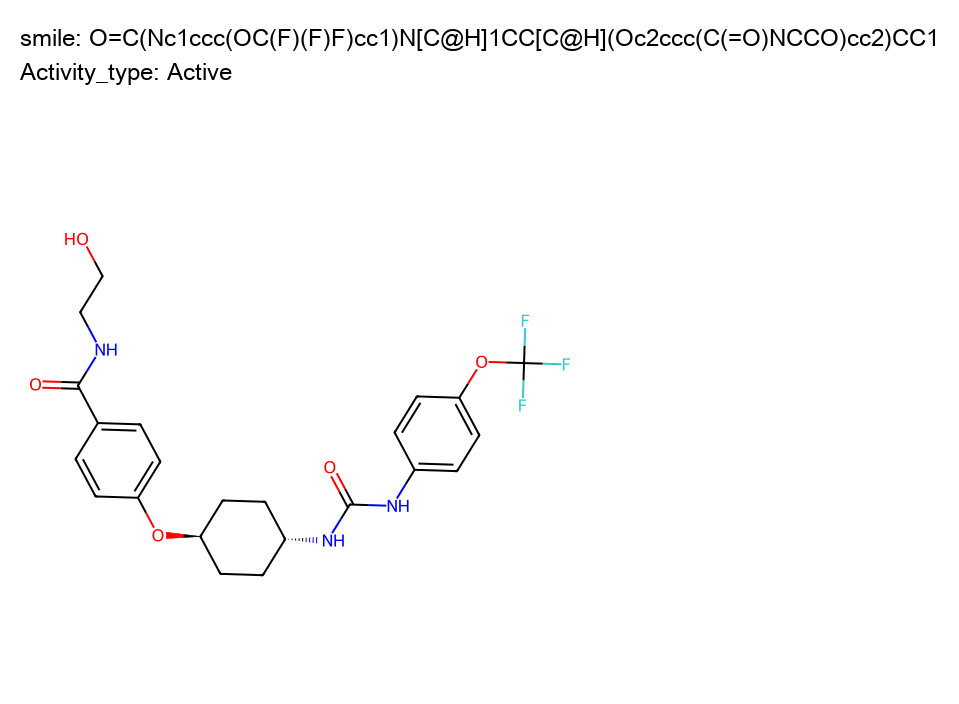 smile: O=C(Nc1ccc(OC(F)(F)F)cc1)N[C@H]1CC[C@H](Oc2ccc(C(=O)NCCO)cc2)CC1
Activity_type: Active
HO
F
NH
O
F
O
F
O
NH
O
NH